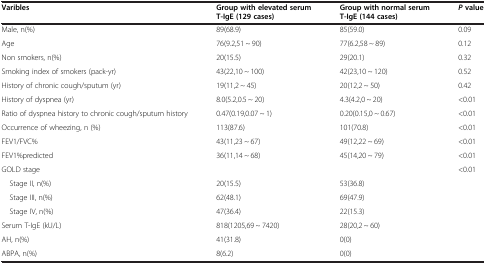 Varibles Group with elevated serum T-IgE (129 cases) Group with normal serum T-IgE (144 cases) P value
Male, n(%) 89(68.9) 85(59.0) 0.09
Age 76(9.2,51 ~ 90) 77(6.2,58 ~ 89) 0.12
Non smokers, n(%) 20(15.5) 29(20.1) 0.32
Smoking index of smokers (pack-yr) 43(22,10 ~ 100) 42(23,10 ~ 120) 0.52
History of chronic cough/sputum (yr) 19(11,2 ~ 45) 20(12,2 ~ 50) 0.42
History of dyspnea (yr) 8.0(5.2,0.5 ~ 20) 4.3(4.2,0 ~ 20) <0.01
Ratio of dyspnea history to chronic cough/sputum history 0.47(0.19,0.07 ~ 1) 0.20(0.15,0 ~ 0.67) <0.01
Occurrence of wheezing, n (%) 113(87.6) 101(70.8) <0.01
FEV1/FVC% 43(11,23 ~ 67) 49(12,22 ~ 69) <0.01
FEV1%predicted 36(11,14 ~ 68) 45(14,20 ~ 79) <0.01
GOLD stage <0.01
Stage II, n(%) 20(15.5) 53(36.8)
Stage III, n(%) 62(48.1) 69(47.9)
Stage IV, n(%) 47(36.4) 22(15.3)
Serum T-IgE (kU/L) 818(1205,69 ~ 7420) 28(20,2 ~ 60)
AH, n(%) 41(31.8) 0(0)
ABPA, n(%) 8(6.2) 0(0)